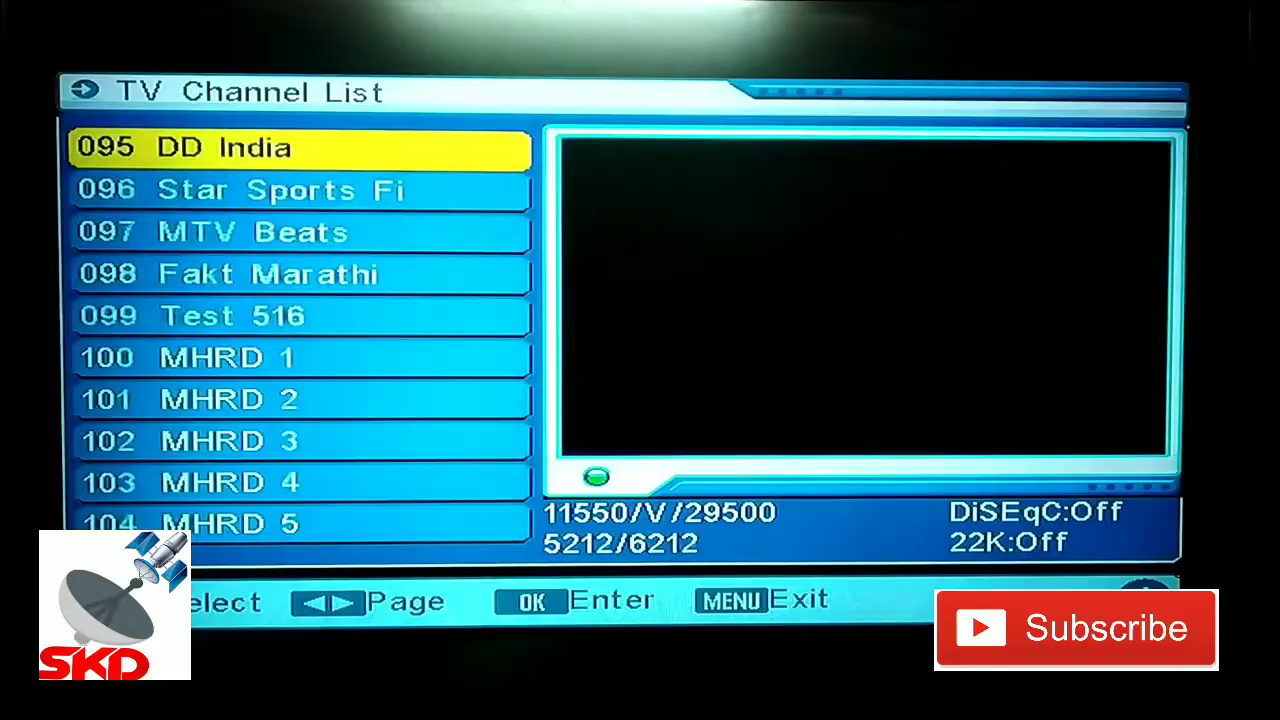 TV Channel List
095 DD India
096 Star Sports Fi
097 MTV Beats
098 Fakt Marathi
099 Test 516
100 MHRD 1
101 MHRD 2
102 MHRD 3
103 MHRD 4
104 MHRD 5
11550/V/29500 DiSEqC:Off
5212/6212 22K:Off
elect Page OK Enter MENU Exit
SKD
Subscribe